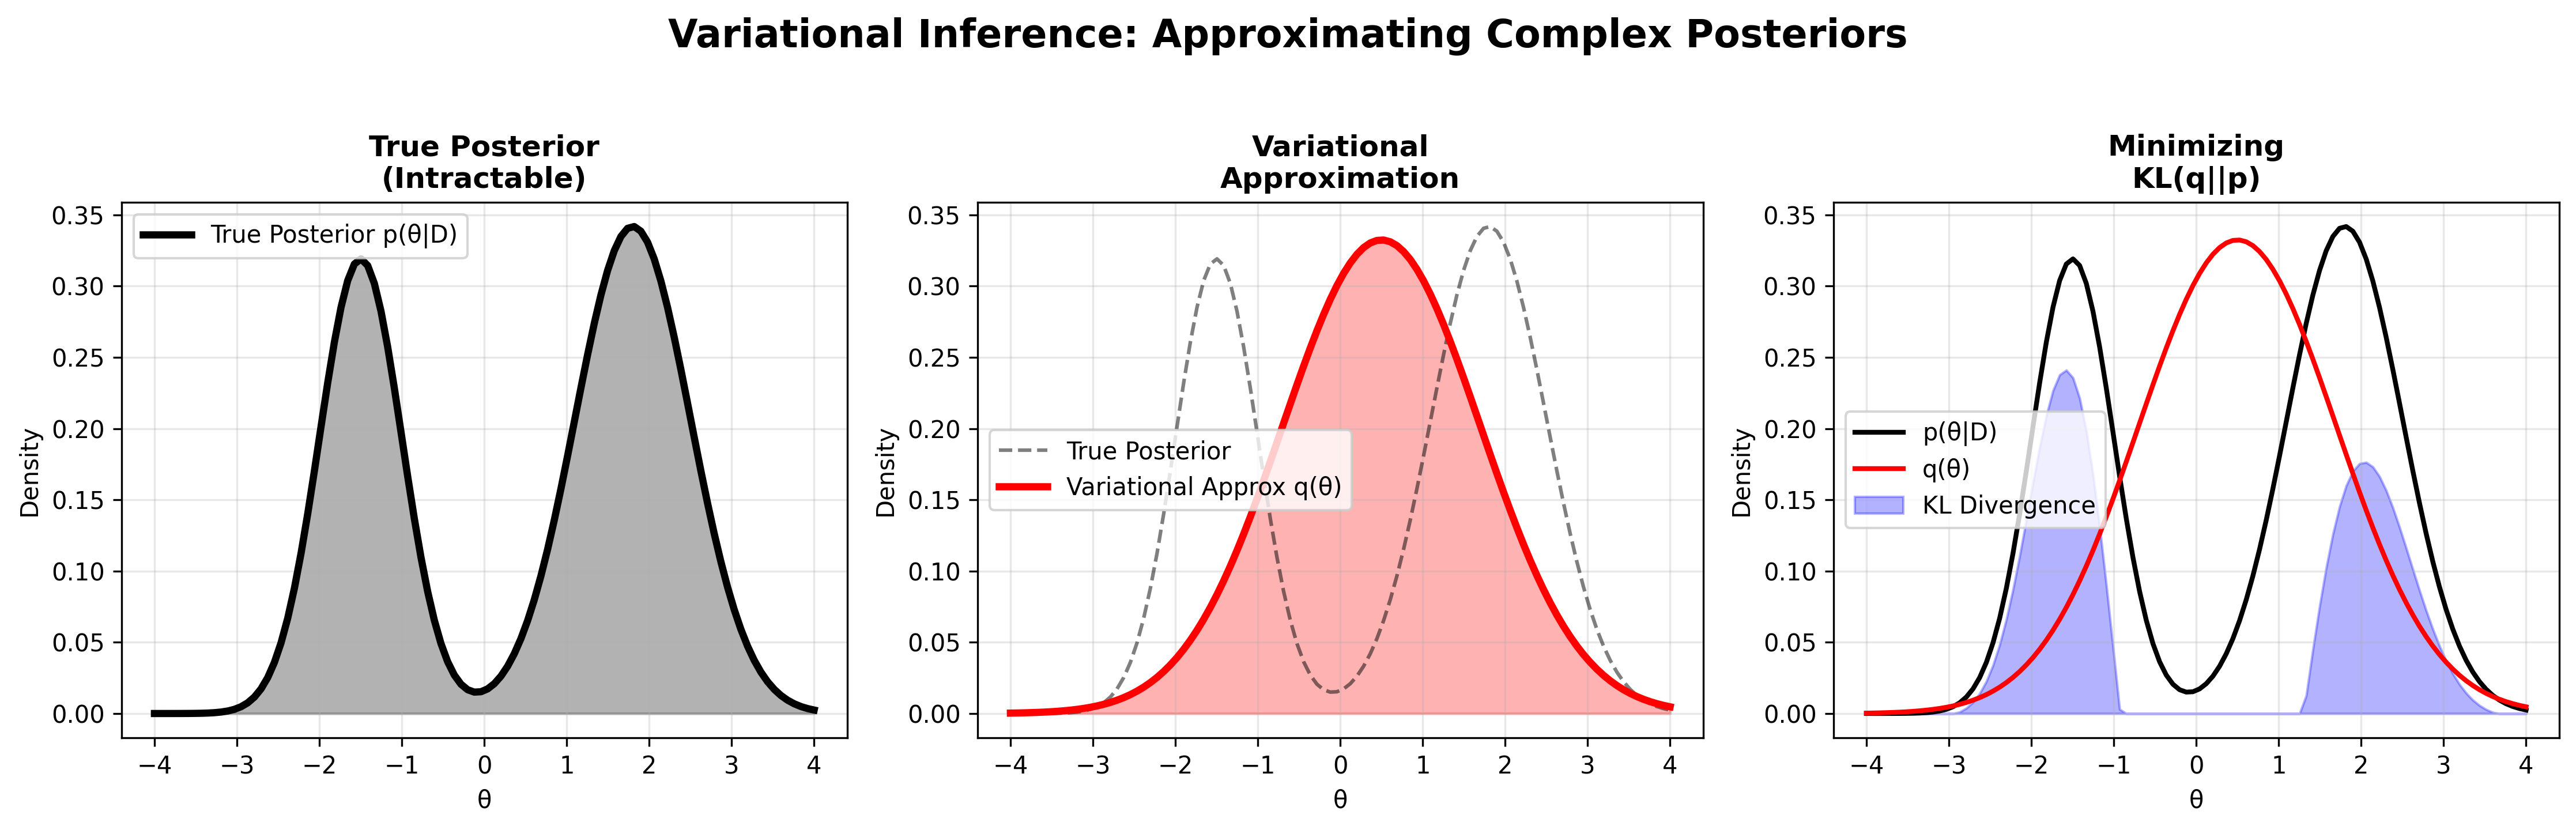 Variational Inference: Approximating Complex Posteriors
True Posterior
(Intractable)
True Posterior p(θ|D)
Density
0.35
0.30
0.25
0.20
0.15
0.10
0.05
0.00
−4 −3 −2 −1 0 1 2 3 4
θ
Variational
Approximation
True Posterior
Variational Approx q(θ)
Density
0.35
0.30
0.25
0.20
0.15
0.10
0.05
0.00
−4 −3 −2 −1 0 1 2 3 4
θ
Minimizing
KL(q||p)
p(θ|D)
q(θ)
KL Divergence
Density
0.35
0.30
0.25
0.20
0.15
0.10
0.05
0.00
−4 −3 −2 −1 0 1 2 3 4
θ